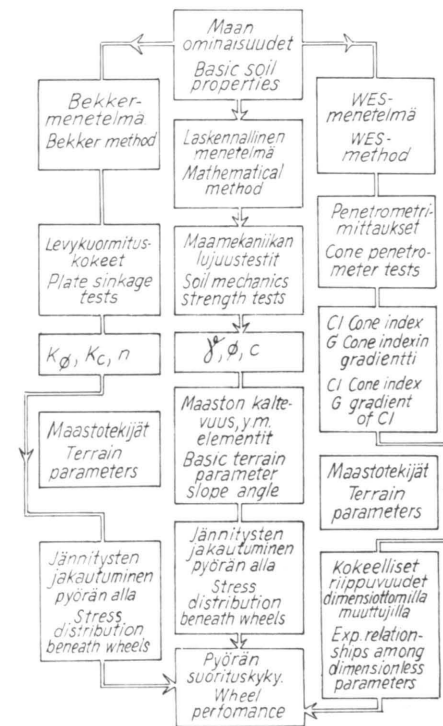 Maan
ominaisuudet
Basic soil
properties
Bekker-
menetelmä
Bekker method
Laskennallinen
menetelmä
Mathematical
method
WES-
menetelmä
WES-
method
Levykuormitus-
kokeet
Plate sinkage
tests
Maamekaniikan
lujuustestit
Soil mechanics
strength tests
Penetrometri-
mittaukset
Cone penetro-
meter tests
Kø, Kc, n
γ, ø, c
CI Cone index
G Cone indexin
gradientti
CI Cone index
G gradient
of CI
Maastotekijät
Terrain
parameters
Maaston kalte-
vuus, y.m.
elementit
Basic terrain
parameter
slope angle
Maastotekijät
Terrain
parameters
Jännitysten
jakautuminen
pyörän alla
Stress
distribution
beneath wheels
Jännitysten
jakautuminen
pyörän alla
Stress
distribution
beneath wheels
Kokeelliset
riippuvuudet
dimensiottomilla
muuttujilla
Exp. relation-
ships among
dimensionless
parameters
Pyörän
suorituskyky.
Wheel
perfomance